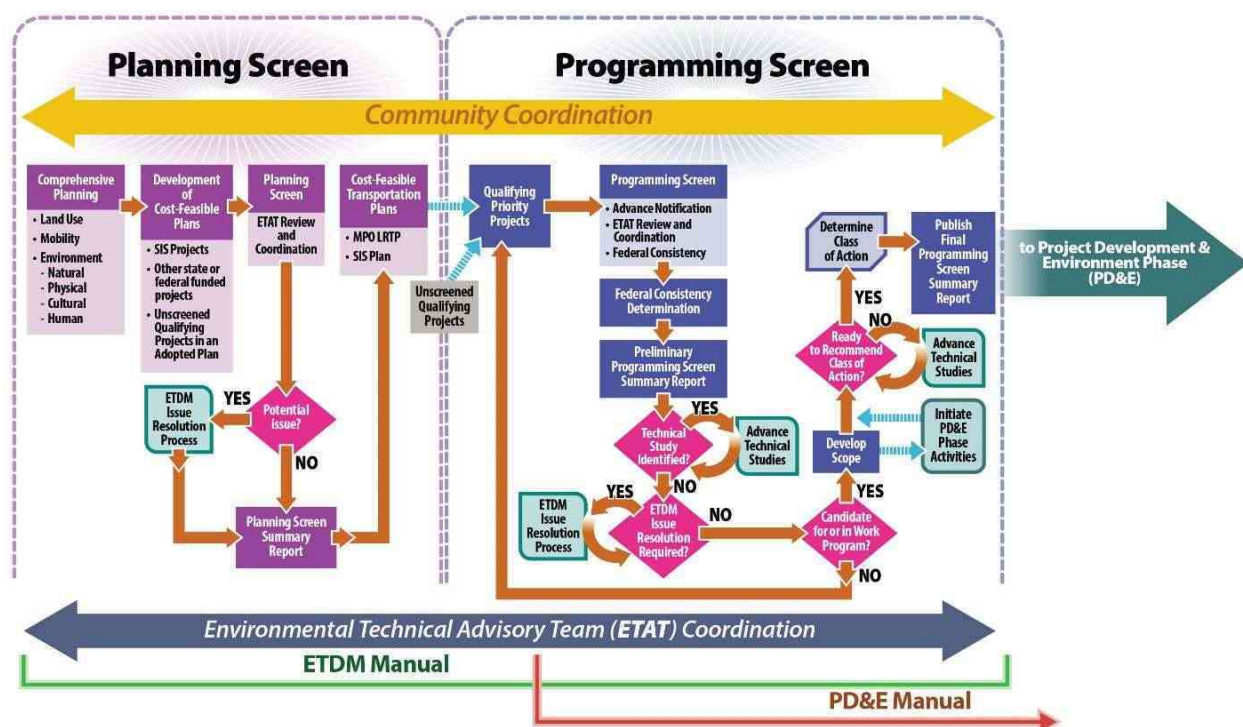 Planning Screen
Programming Screen
Community Coordination
Comprehensive
Planning
• Land Use
• Mobility
• Environment
- Natural
- Physical
- Cultural
- Human
Development
of
Cost-Feasible
Plans
• SIS Projects
• Other state or
federal funded
projects
• Unscreened
Qualifying
Projects in an
Adopted Plan
Planning
Screen
ETAT Review
and
Coordination
Cost-Feasible
Transportation
Plans
• MPO LRTP
• SIS Plan
Potential
Issue?
YES
NO
ETDM
Issue
Resolution
Process
Planning Screen
Summary
Report
Qualifying
Priority
Projects
Unscreened
Qualifying
Projects
Programming Screen
• Advance Notification
• ETAT Review and
Coordination
• Federal Consistency
Federal Consistency
Determination
Preliminary
Programming Screen
Summary Report
Technical
Study
Identified?
YES
NO
Advance
Technical
Studies
ETDM
Issue
Resolution
Required?
YES
NO
ETDM
Issue
Resolution
Process
Candidate
for or in Work
Program?
YES
NO
Develop
Scope
Initiate
PD&E
Phase
Activities
Ready
to Recommend
Class of
Action?
YES
NO
Advance
Technical
Studies
Determine
Class
of Action
Publish
Final
Programming
Screen
Summary
Report
to Project Development &
Environment Phase
(PD&E)
Environmental Technical Advisory Team (ETAT) Coordination
ETDM Manual
PD&E Manual